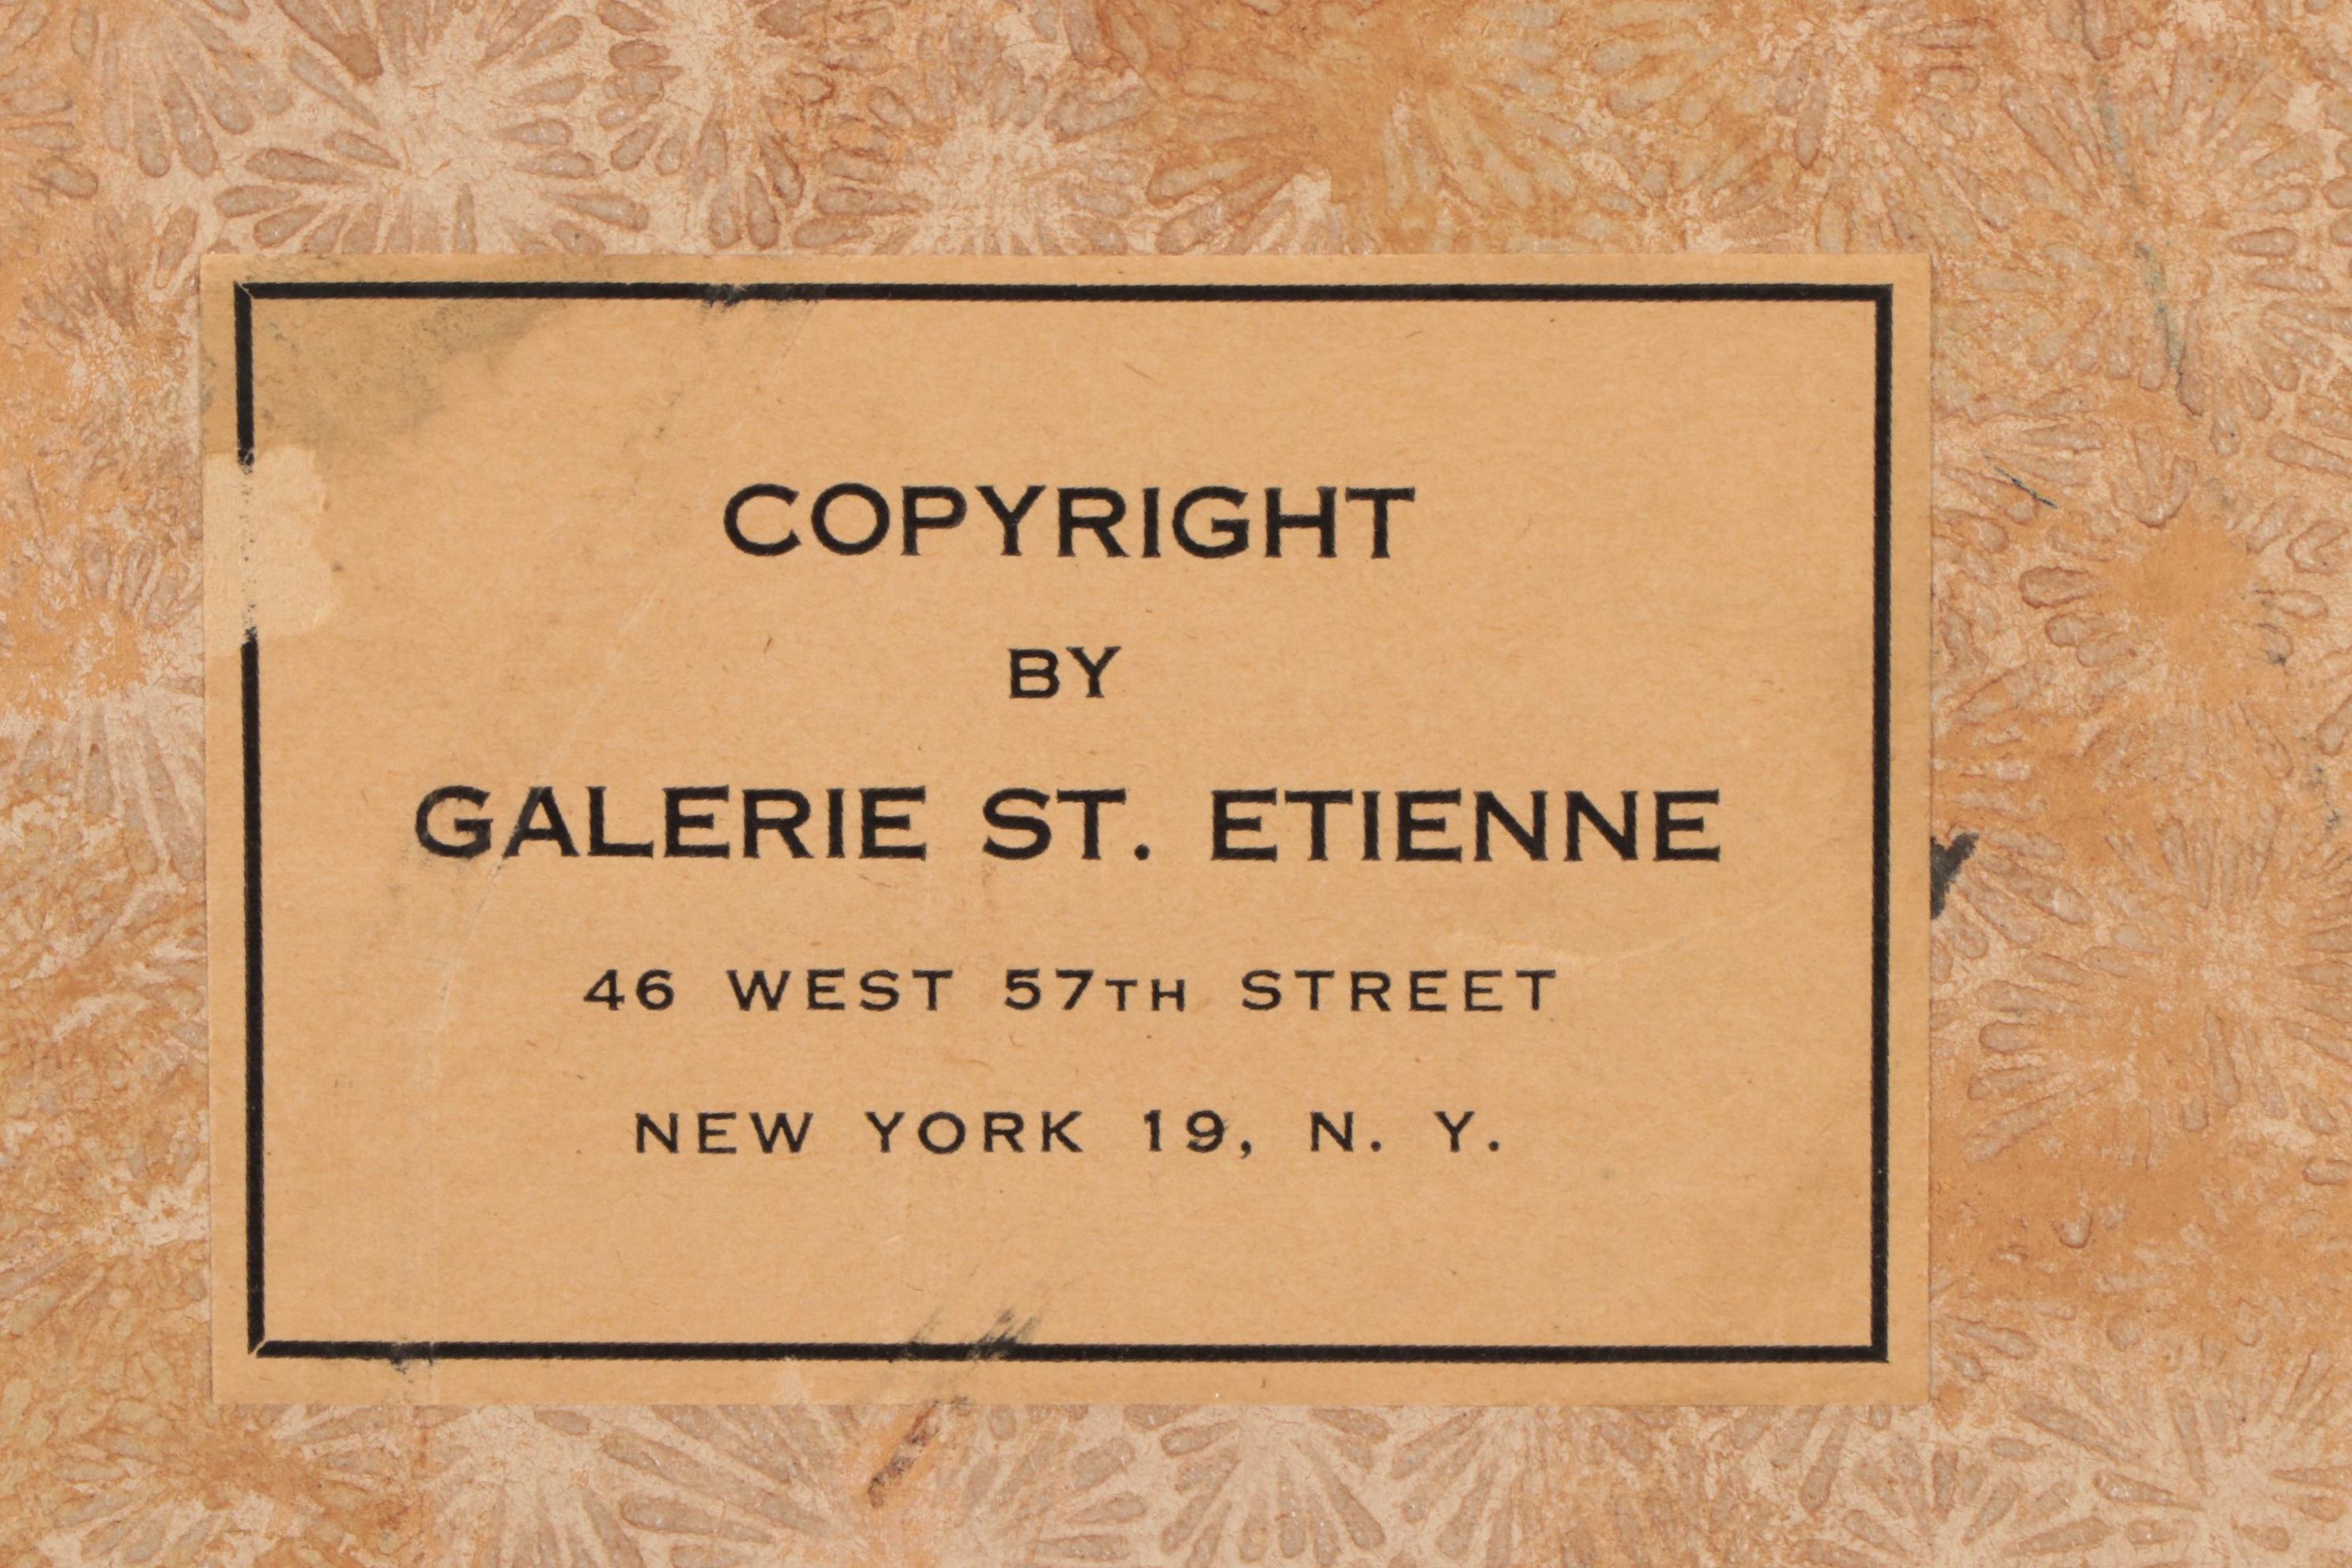 COPYRIGHT
BY
GALERIE ST. ETIENNE
46 WEST 57TH STREET
NEW YORK 19, N. Y.